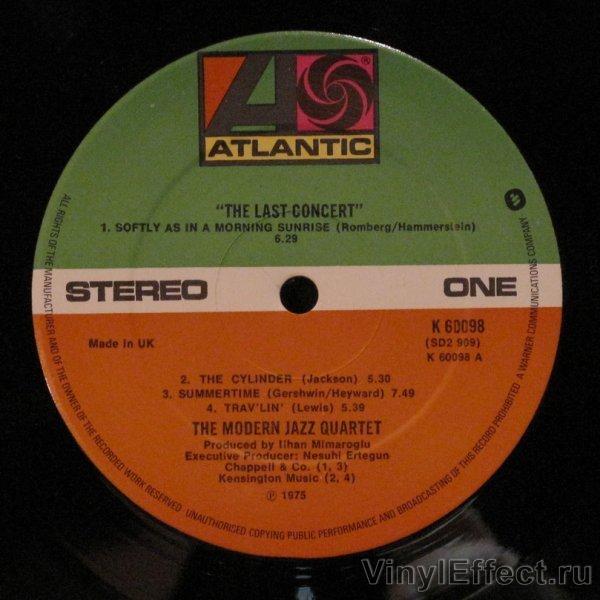 ATLANTIC
®
"THE LAST CONCERT"
1. SOFTLY AS IN A MORNING SUNRISE (Romberg/Hammerstein)
6.29
STEREO
ONE
Made In UK
K 60098
(SD2 909)
K 60098 A
2. THE CYLINDER (Jackson) 5.30
3. SUMMERTIME (Gershwin/Heyward) 7.49
4. TRAV'LIN' (Lewis) 5.39
THE MODERN JAZZ QUARTET
Produced by Ilhan Mimaroglu
Executive Producer: Nesuhi Ertegun
Chappell & Co. (1, 3)
Kensington Music (2, 4)
℗ 1975
ALL RIGHTS OF THE MANUFACTURER AND OF THE OWNER OF THE RECORDED WORK RESERVED. UNAUTHORISED COPYING PUBLIC PERFORMANCE AND BROADCASTING OF THIS RECORD PROHIBITED A WARNER COMMUNICATIONS COMPANY
VinylEffect.ru